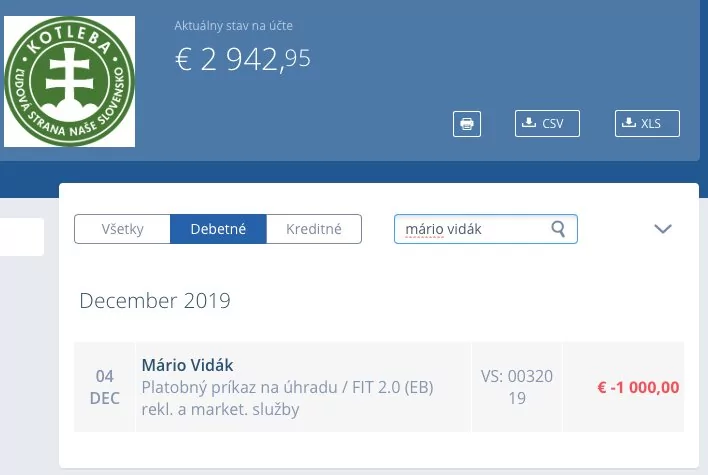 KOTLEBA
ĽUDOVÁ STRANA NAŠE SLOVENSKO
Aktuálny stav na účte
€ 2 942,95
CSV
XLS
Všetky
Debetné
Kreditné
mário vidák
December 2019
04
DEC
Mário Vidák
Platobný príkaz na úhradu / FIT 2.0 (EB)
rekl. a market. služby
VS: 00320
19
€ -1 000,00